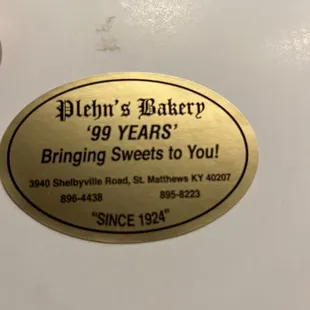 Plehn's Bakery
'99 YEARS'
Bringing Sweets to You!
3940 Shelbyville Road, St. Matthews KY 40207
896-4438 895-8223
"SINCE 1924"